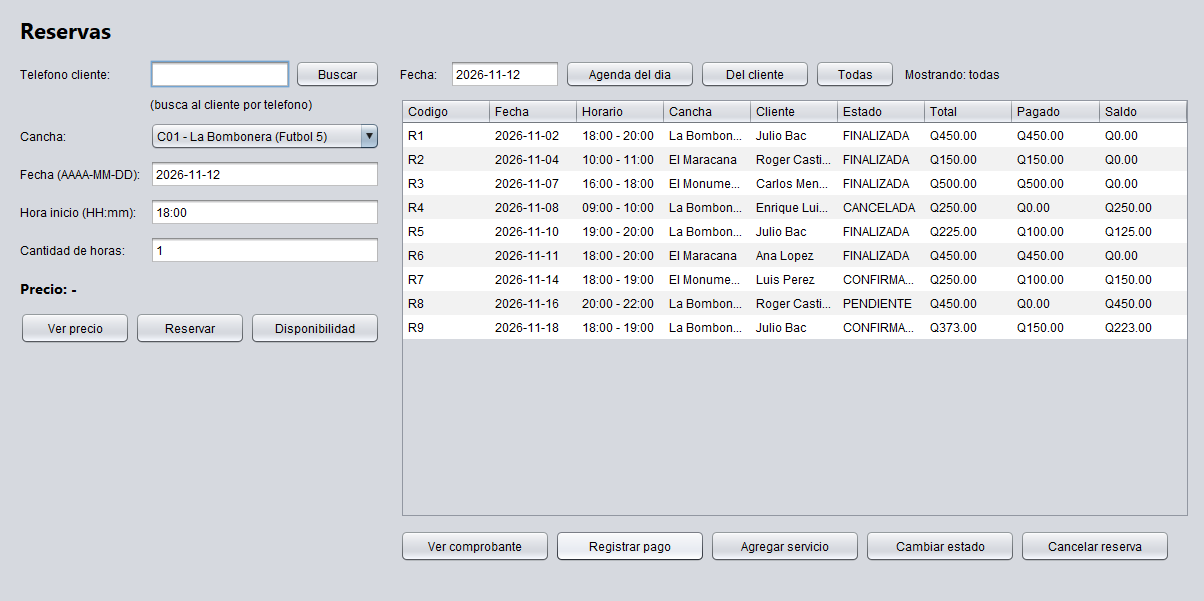 Reservas
Telefono cliente:
Buscar
(busca al cliente por telefono)
Cancha: C01 - La Bombonera (Futbol 5)
Fecha (AAAA-MM-DD): 2026-11-12
Hora inicio (HH:mm): 18:00
Cantidad de horas: 1
Precio: -
Ver precio Reservar Disponibilidad
Fecha: 2026-11-12 Agenda del dia Del cliente Todas Mostrando: todas
Codigo Fecha Horario Cancha Cliente Estado Total Pagado Saldo
R1 2026-11-02 18:00 - 20:00 La Bombon... Julio Bac FINALIZADA Q450.00 Q450.00 Q0.00
R2 2026-11-04 10:00 - 11:00 El Maracana Roger Casti... FINALIZADA Q150.00 Q150.00 Q0.00
R3 2026-11-07 16:00 - 18:00 El Monume... Carlos Men... FINALIZADA Q500.00 Q500.00 Q0.00
R4 2026-11-08 09:00 - 10:00 La Bombon... Enrique Lui... CANCELADA Q250.00 Q0.00 Q250.00
R5 2026-11-10 19:00 - 20:00 La Bombon... Julio Bac FINALIZADA Q225.00 Q100.00 Q125.00
R6 2026-11-11 18:00 - 20:00 El Maracana Ana Lopez FINALIZADA Q450.00 Q450.00 Q0.00
R7 2026-11-14 18:00 - 19:00 El Monume... Luis Perez CONFIRMA... Q250.00 Q100.00 Q150.00
R8 2026-11-16 20:00 - 22:00 La Bombon... Roger Casti... PENDIENTE Q450.00 Q0.00 Q450.00
R9 2026-11-18 18:00 - 19:00 La Bombon... Julio Bac CONFIRMA... Q373.00 Q150.00 Q223.00
Ver comprobante Registrar pago Agregar servicio Cambiar estado Cancelar reserva